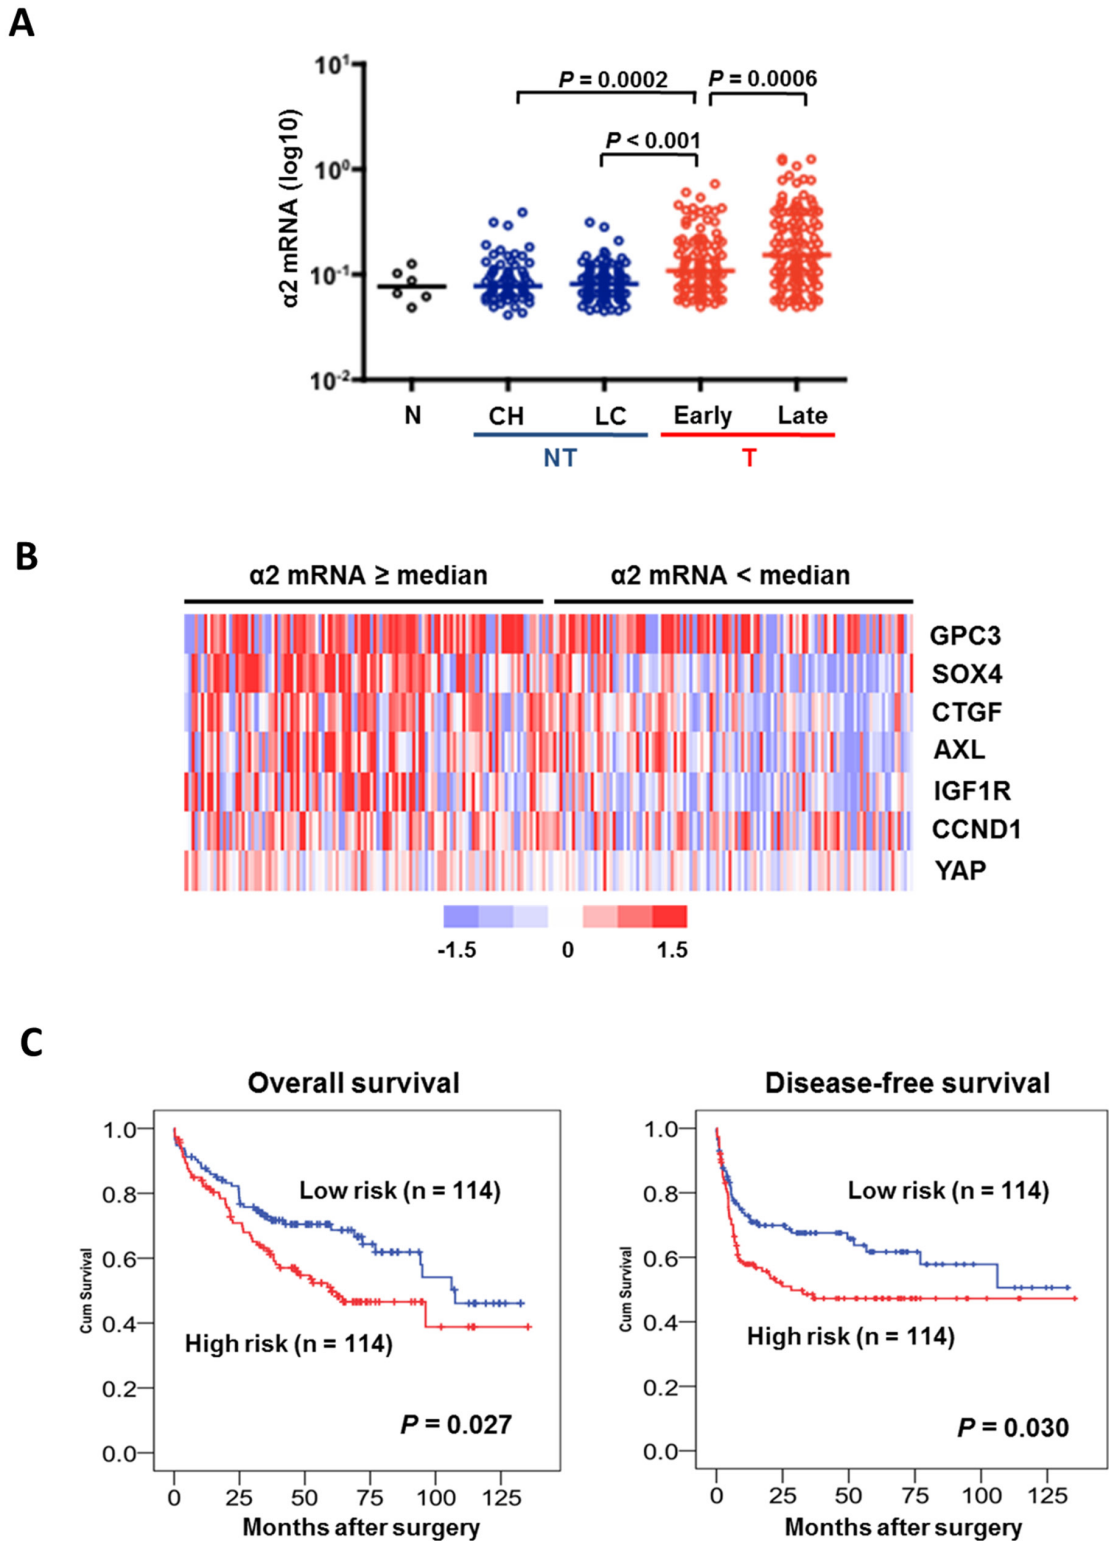 A
α2 mRNA (log10)
10¹
10⁰
10⁻¹
10⁻²
P = 0.0002
P = 0.0006
P < 0.001
N
CH
LC
Early
Late
NT
T
B
α2 mRNA ≥ median
α2 mRNA < median
GPC3
SOX4
CTGF
AXL
IGF1R
CCND1
YAP
-1.5
0
1.5
C
Overall survival
Cum Survival
1.0
0.8
0.6
0.4
0.2
0.0
Low risk (n = 114)
High risk (n = 114)
P = 0.027
0
25
50
75
100
125
Months after surgery
Disease-free survival
Cum Survival
1.0
0.8
0.6
0.4
0.2
0.0
Low risk (n = 114)
High risk (n = 114)
P = 0.030
0
25
50
75
100
125
Months after surgery